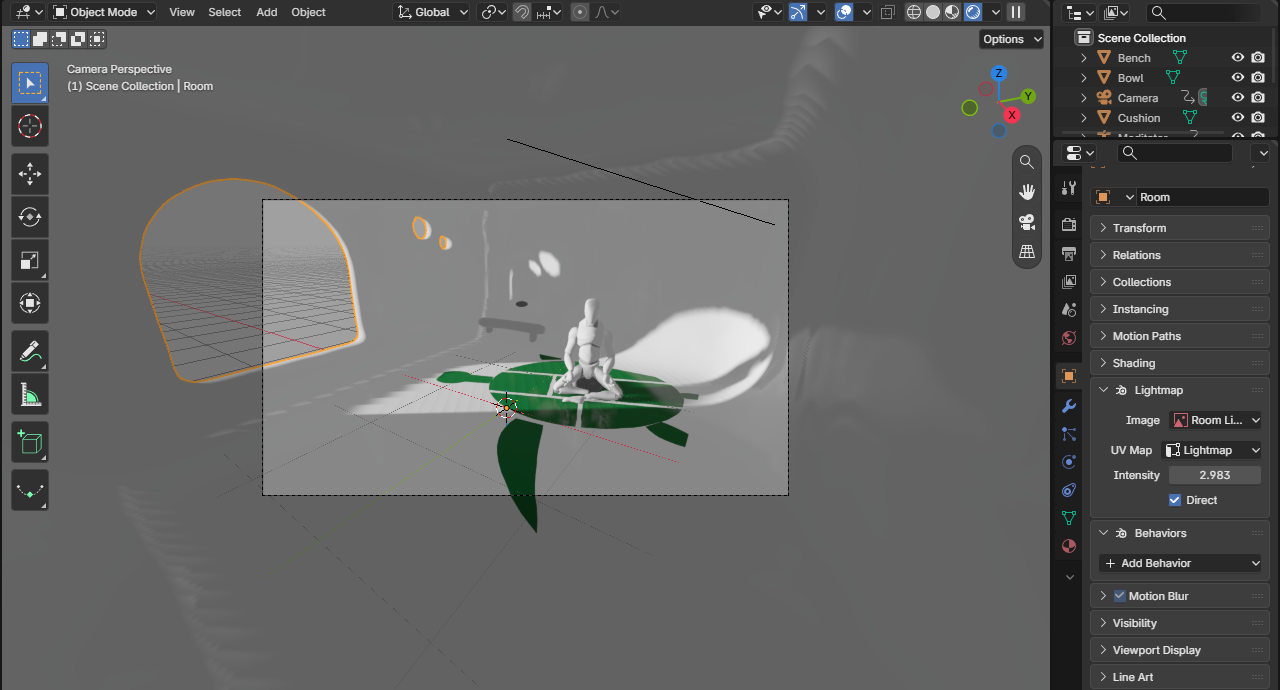 Object Mode
View
Select
Add
Object
Global
Options
Camera Perspective
(1) Scene Collection | Room
Z
Y
X
Scene Collection
Bench
Bowl
Camera
Cushion
Room
Transform
Relations
Collections
Instancing
Motion Paths
Shading
Lightmap
Image Room Li...
UV Map Lightmap
Intensity 2.983
Direct
Behaviors
Add Behavior
Motion Blur
Visibility
Viewport Display
Line Art